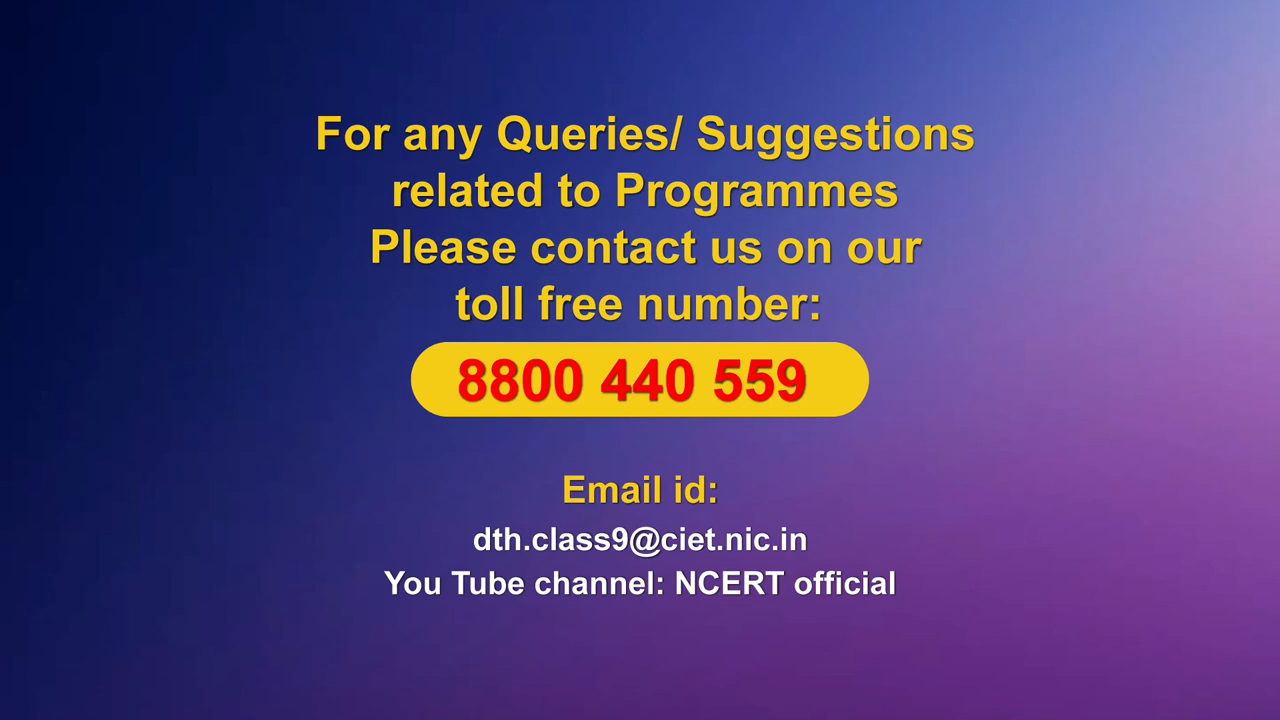 For any Queries/ Suggestions
related to Programmes
Please contact us on our
toll free number:
8800 440 559
Email id:
dth.class9@ciet.nic.in
You Tube channel: NCERT official